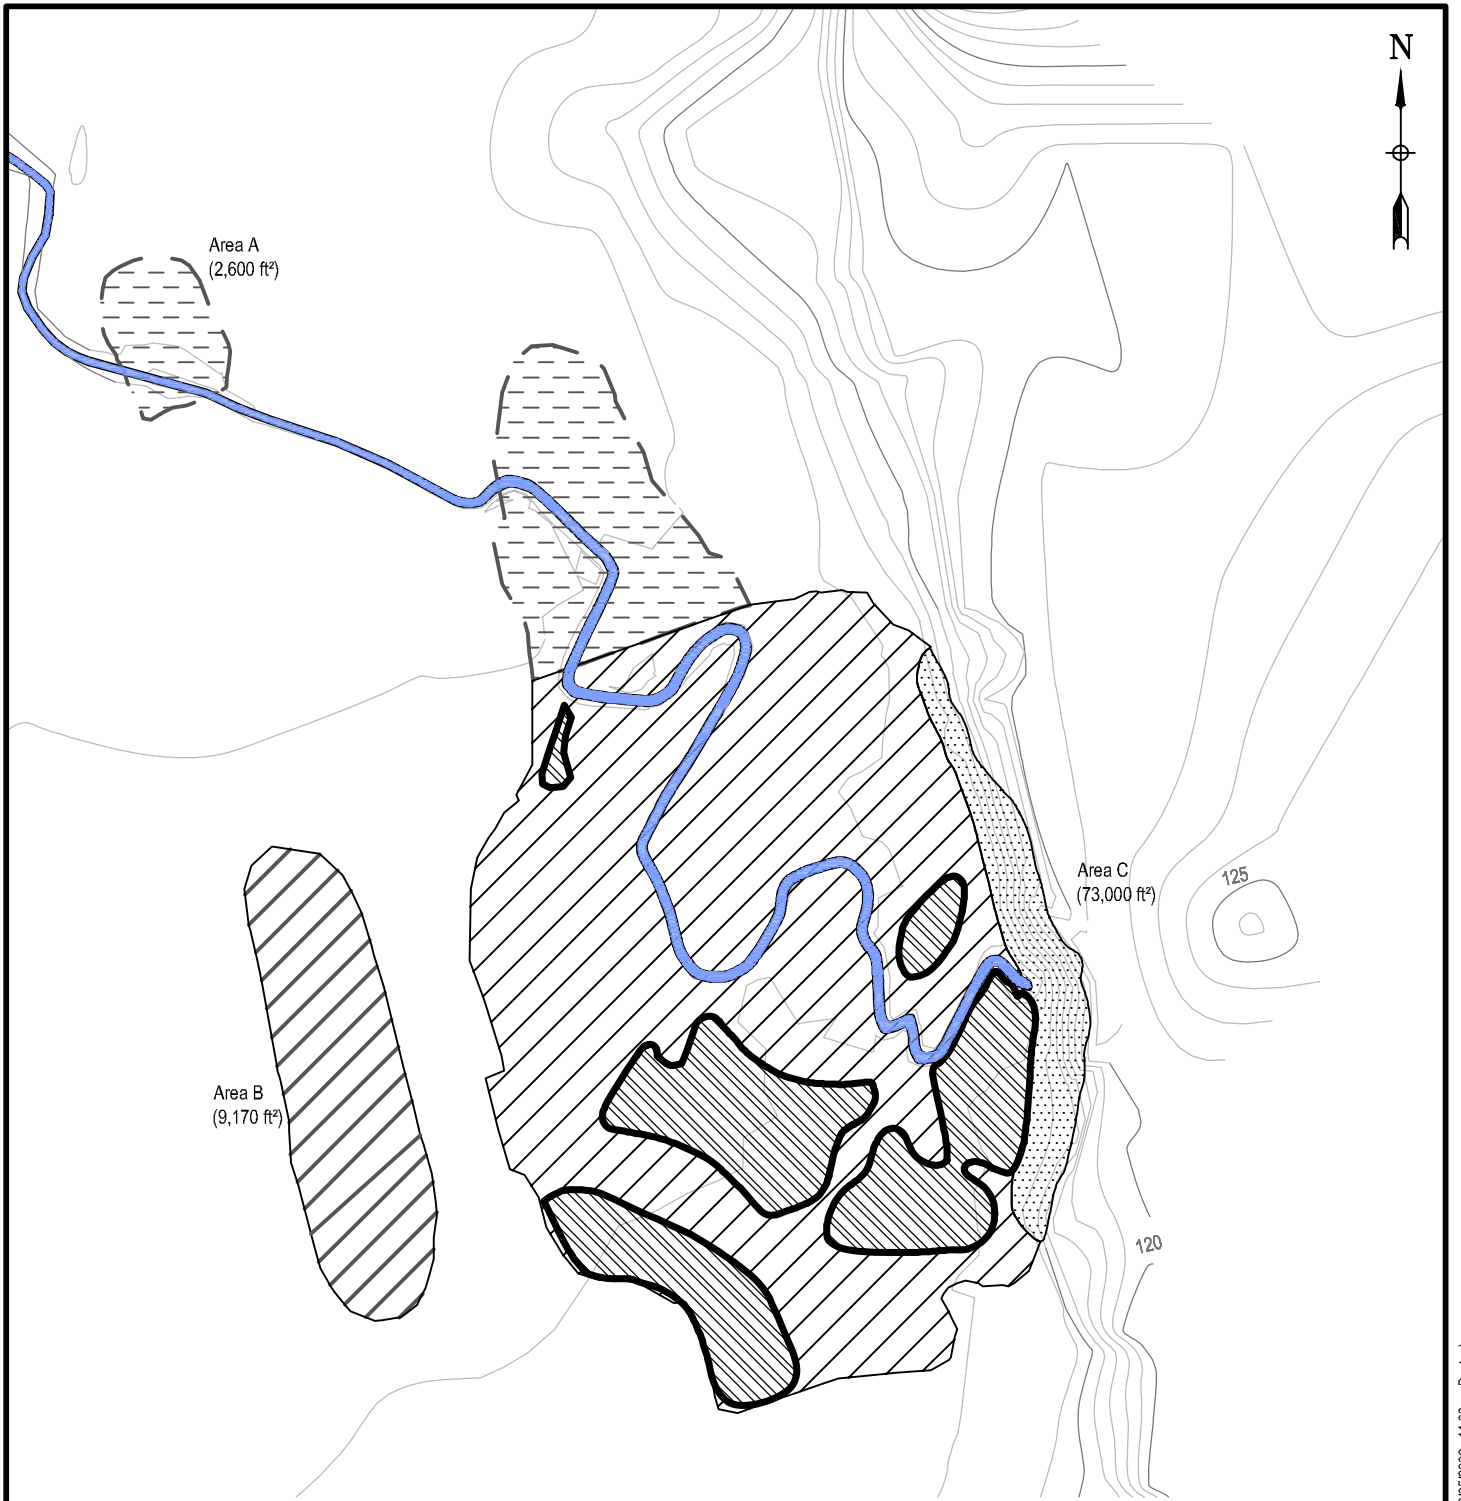 N
Area A
(2,600 ft²)
Area C
(73,000 ft²)
125
Area B
(9,170 ft²)
120